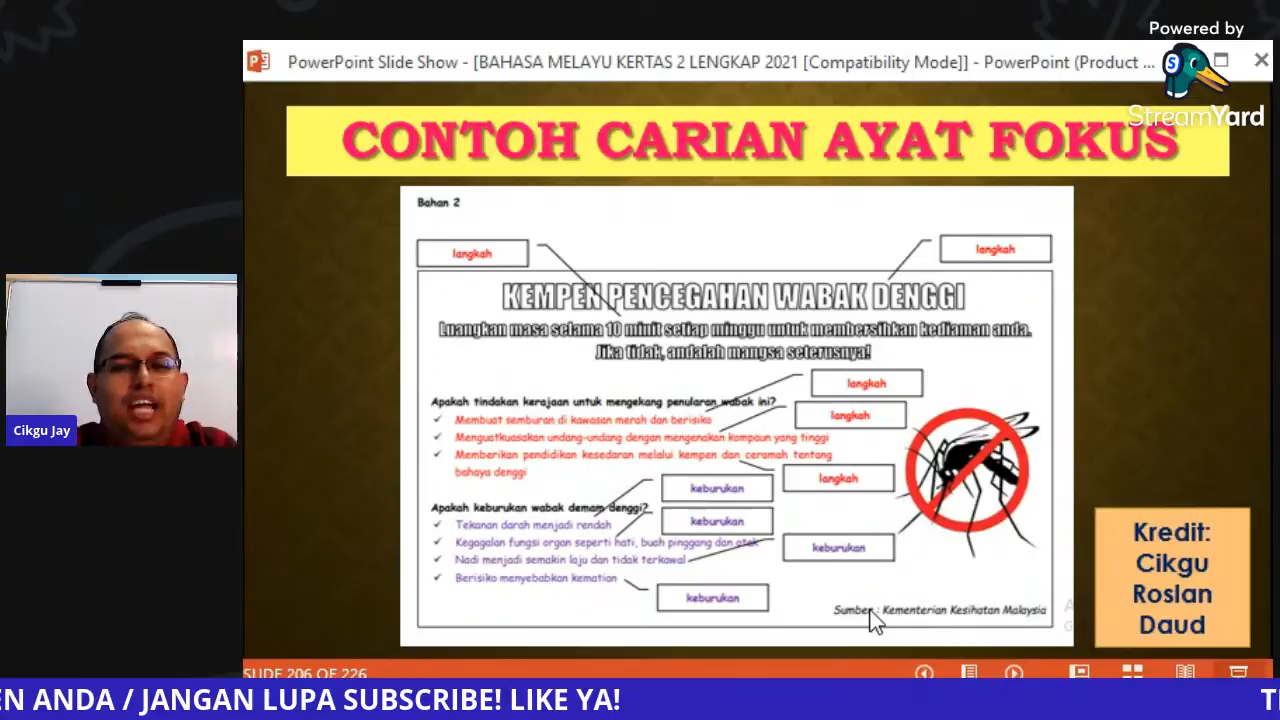 Powered by
StreamYard
PowerPoint Slide Show - [BAHASA MELAYU KERTAS 2 LENGKAP 2021 [Compatibility Mode]] - PowerPoint (Product ...
CONTOH CARIAN AYAT FOKUS
Bahan 2
langkah
langkah
KEMPEN PENCEGAHAN WABAK DENGGI
Luangkan masa selama 10 minit setiap minggu untuk membersihkan kediaman anda.
Jika tidak, andalah mangsa seterusnya!
langkah
Apakah tindakan kerajaan untuk mengekang penularan wabak ini?
langkah
Membuat semburan di kawasan merah dan berisiko
Menguatkuasakan undang-undang dengan mengenakan kompaun yang tinggi
Memberikan pendidikan kesedaran melalui kempen dan ceramah tentang
bahaya denggi
langkah
keburukan
Apakah keburukan wabak demam denggi?
keburukan
Tekanan darah menjadi rendah
Kegagalan fungsi organ seperti hati, buah pinggang dan otak
keburukan
Nadi menjadi semakin laju dan tidak terkawal
Berisiko menyebabkan kematian
keburukan
Sumber : Kementerian Kesihatan Malaysia
Kredit:
Cikgu
Roslan
Daud
Cikgu Jay
SLIDE 206 OF 226
EN ANDA / JANGAN LUPA SUBSCRIBE! LIKE YA!